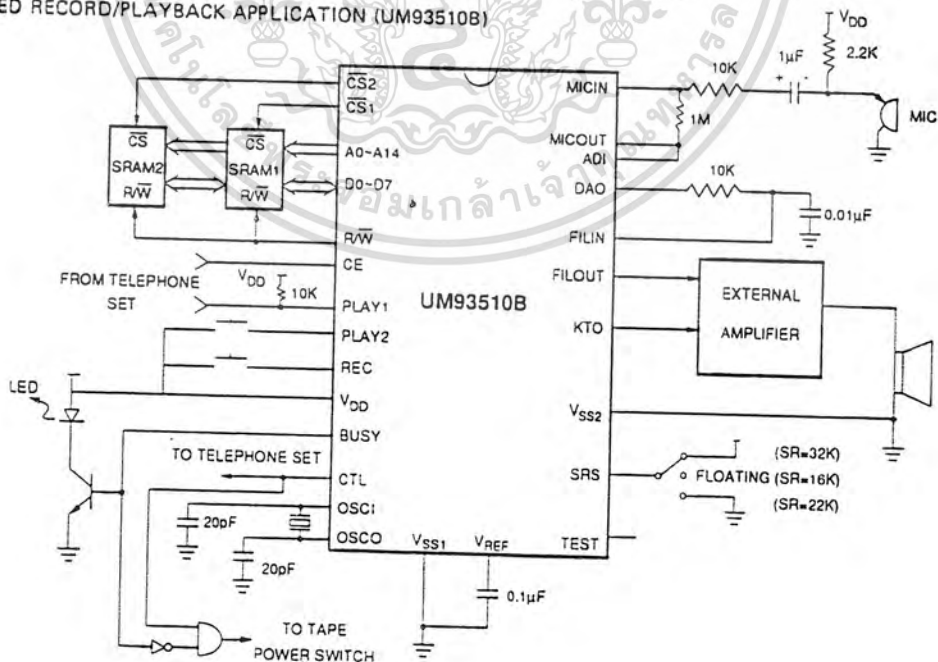 ED RECORD/PLAYBACK APPLICATION (UM93510B)
VDD
2.2K
1μF
+ -
10K
MIC
MICIN
1M
MICOUT
ADI
DAO
10K
0.01μF
FILIN
FILOUT
KTO
EXTERNAL
AMPLIFIER
VSS2
SRS
(SR=32K)
FLOATING (SR=16K)
(SR=22K)
TEST
VREF
0.1μF
VSS1
UM93510B
CS2
CS1
A0~A14
D0~D7
R/W
CE
PLAY1
PLAY2
REC
VDD
BUSY
CTL
OSCI
OSCO
CS
SRAM2
R/W
CS
SRAM1
R/W
FROM TELEPHONE
SET
VDD
10K
LED
TO TELEPHONE SET
20pF
20pF
TO TAPE
POWER SWITCH